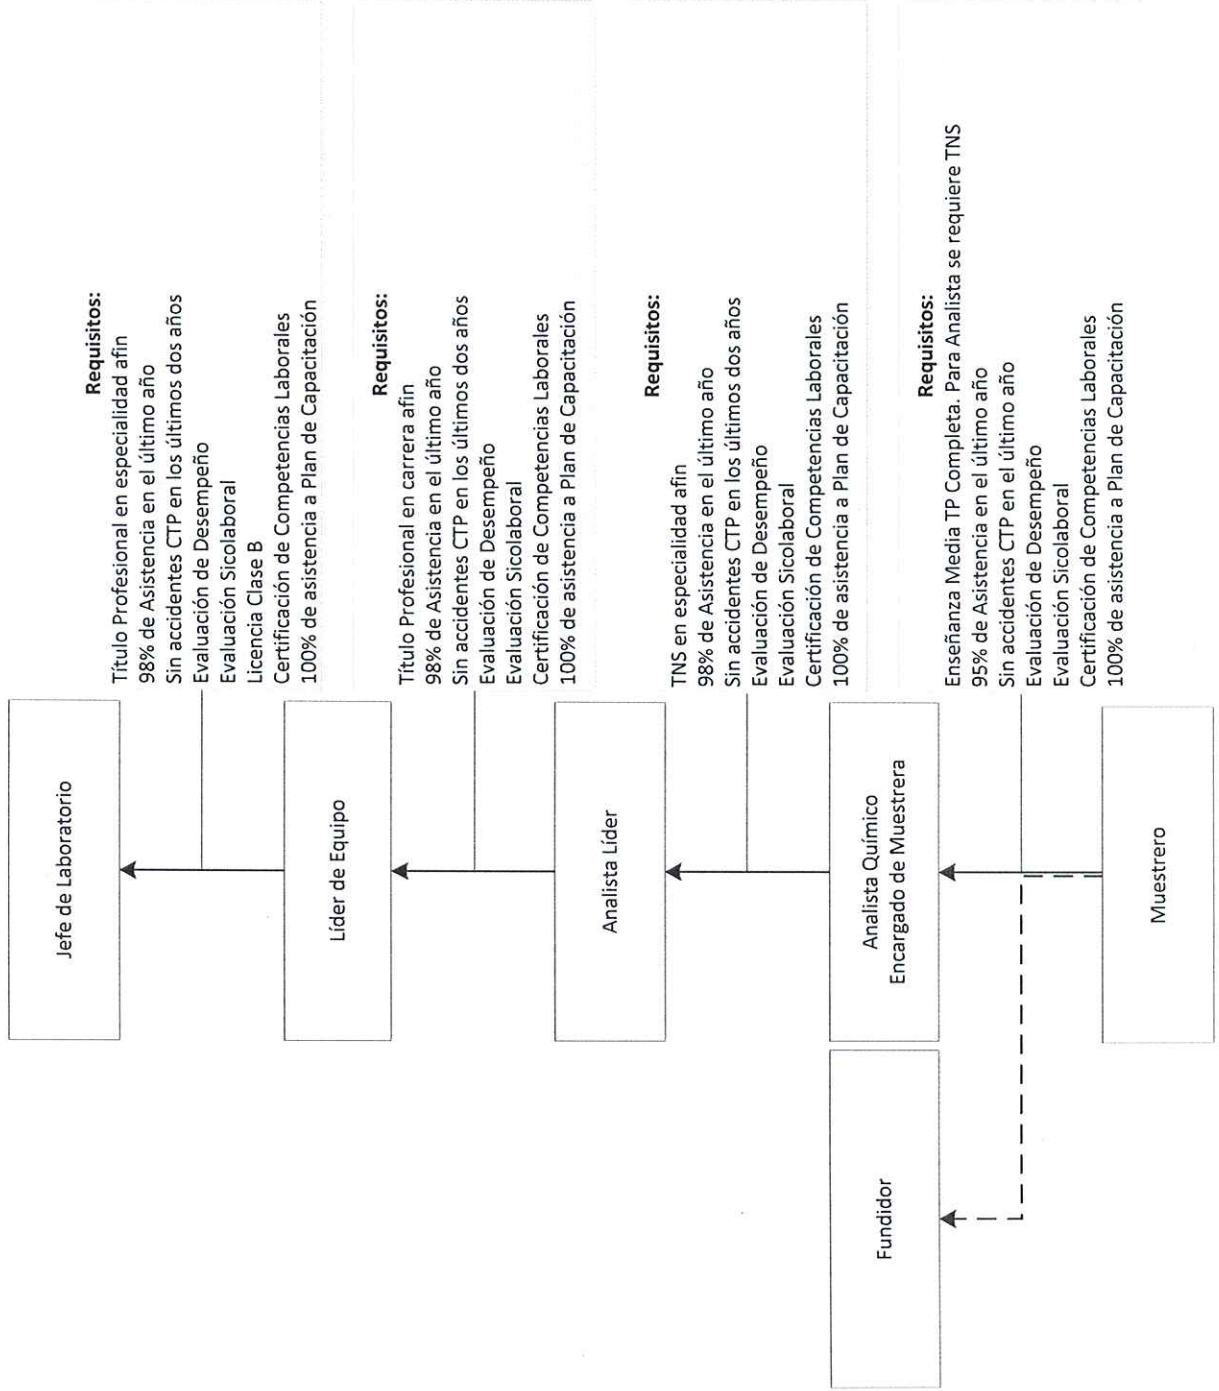 Jefe de Laboratorio
Requisitos:
Título Profesional en especialidad afin
98% de Asistencia en el último año
Sin accidentes CTP en los últimos dos años
Evaluación de Desempeño
Evaluación Sicolaboral
Licencia Clase B
Certificación de Competencias Laborales
100% de asistencia a Plan de Capacitación
Líder de Equipo
Requisitos:
Título Profesional en carrera afin
98% de Asistencia en el último año
Sin accidentes CTP en los últimos dos años
Evaluación de Desempeño
Evaluación Sicolaboral
Certificación de Competencias Laborales
100% de asistencia a Plan de Capacitación
Analista Líder
Requisitos:
TNS en especialidad afin
98% de Asistencia en el último año
Sin accidentes CTP en los últimos dos años
Evaluación de Desempeño
Evaluación Sicolaboral
Certificación de Competencias Laborales
100% de asistencia a Plan de Capacitación
Fundidor
Analista Químico
Encargado de Muestrera
Requisitos:
Enseñanza Media TP Completa. Para Analista se requiere TNS
95% de Asistencia en el último año
Sin accidentes CTP en el último año
Evaluación de Desempeño
Evaluación Sicolaboral
Certificación de Competencias Laborales
100% de asistencia a Plan de Capacitación
Muestrero